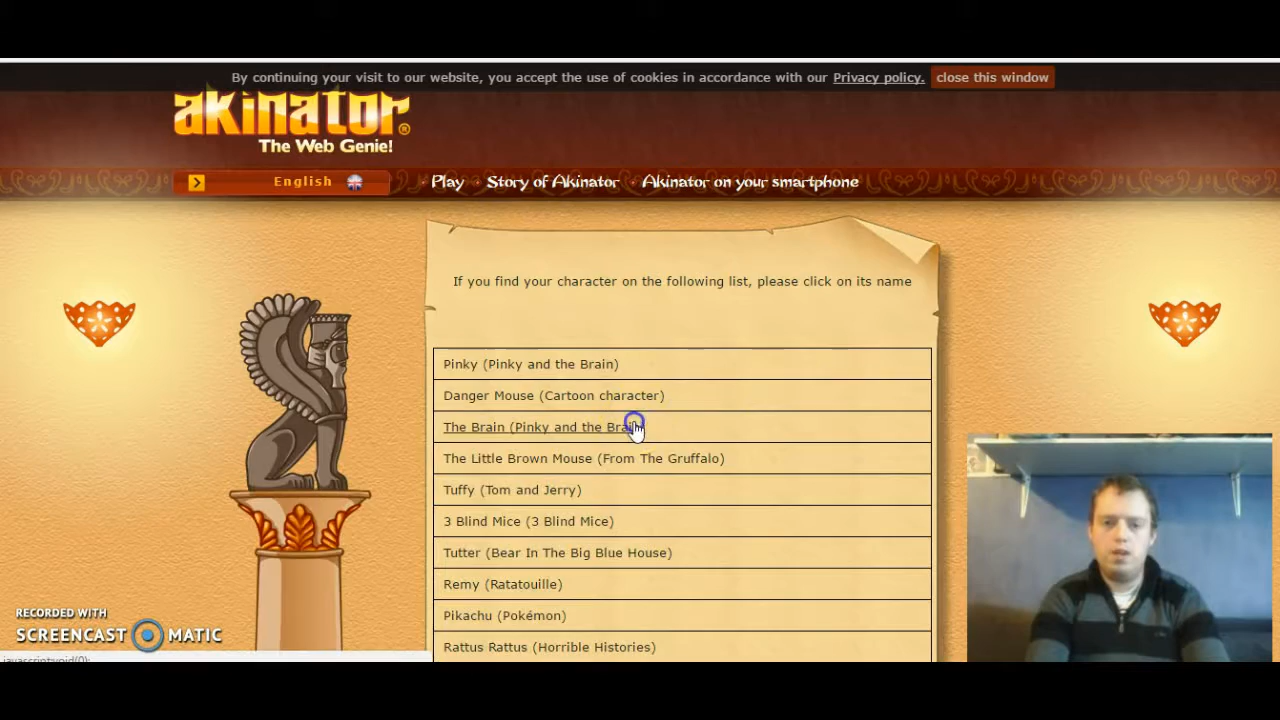 By continuing your visit to our website, you accept the use of cookies in accordance with our Privacy policy. close this window
akinator®
The Web Genie!
English
· Play · Story of Akinator · Akinator on your smartphone
If you find your character on the following list, please click on its name
Pinky (Pinky and the Brain)
Danger Mouse (Cartoon character)
The Brain (Pinky and the Brain)
The Little Brown Mouse (From The Gruffalo)
Tuffy (Tom and Jerry)
3 Blind Mice (3 Blind Mice)
Tutter (Bear In The Big Blue House)
Remy (Ratatouille)
Pikachu (Pokémon)
Rattus Rattus (Horrible Histories)
RECORDED WITH
SCREENCAST MATIC